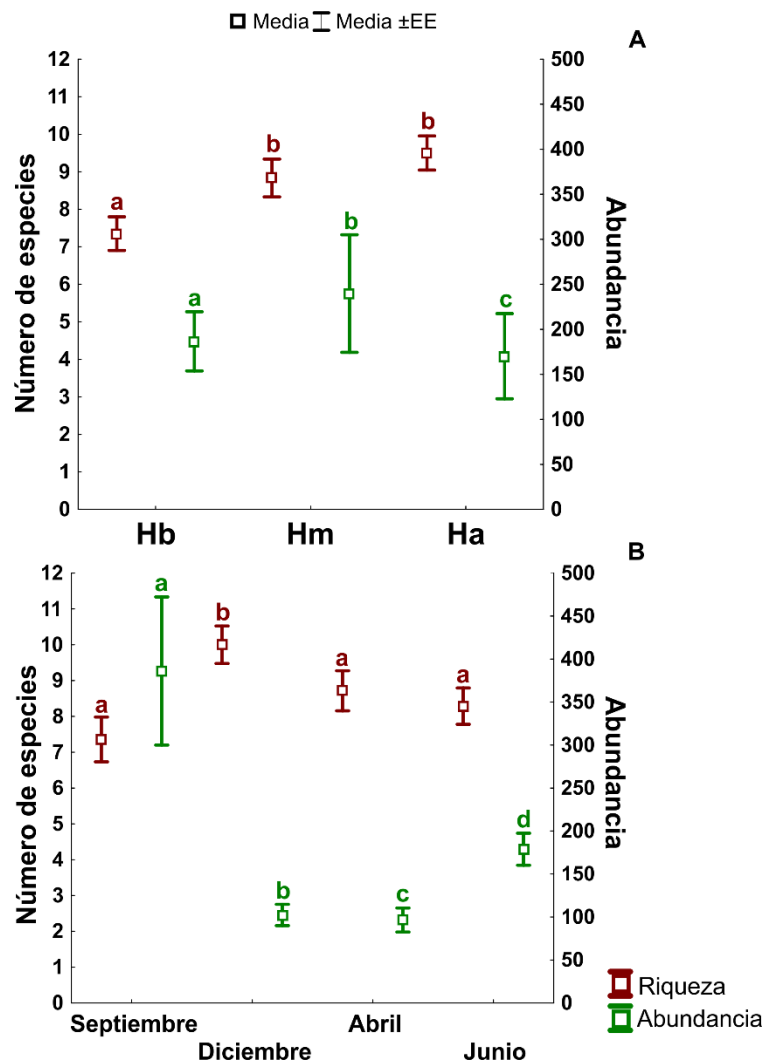 Media Media ±EE
A
12 500
11 450
10 400
9 350
8 300
7 250
6 200
5 150
4 100
3 50
2 0
1
0
Número de especies
Abundancia
a b b
a b c
Hb Hm Ha
B
12 500
11 450
10 400
9 350
8 300
7 250
6 200
5 150
4 100
3 50
2 0
1
0
Número de especies
Abundancia
a b a a
a b c d
Septiembre Abril
Diciembre Junio
Riqueza
Abundancia